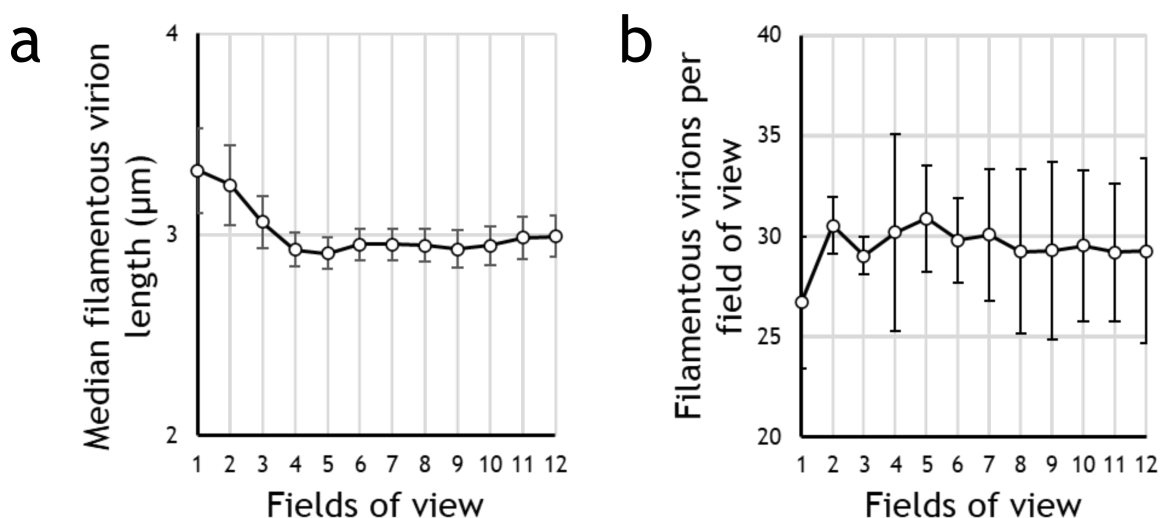 a
Median filamentous virion
length (μm)
4
3
2
1 2 3 4 5 6 7 8 9 10 11 12
Fields of view
b
Filamentous virions per
field of view
40
35
30
25
20
1 2 3 4 5 6 7 8 9 10 11 12
Fields of view